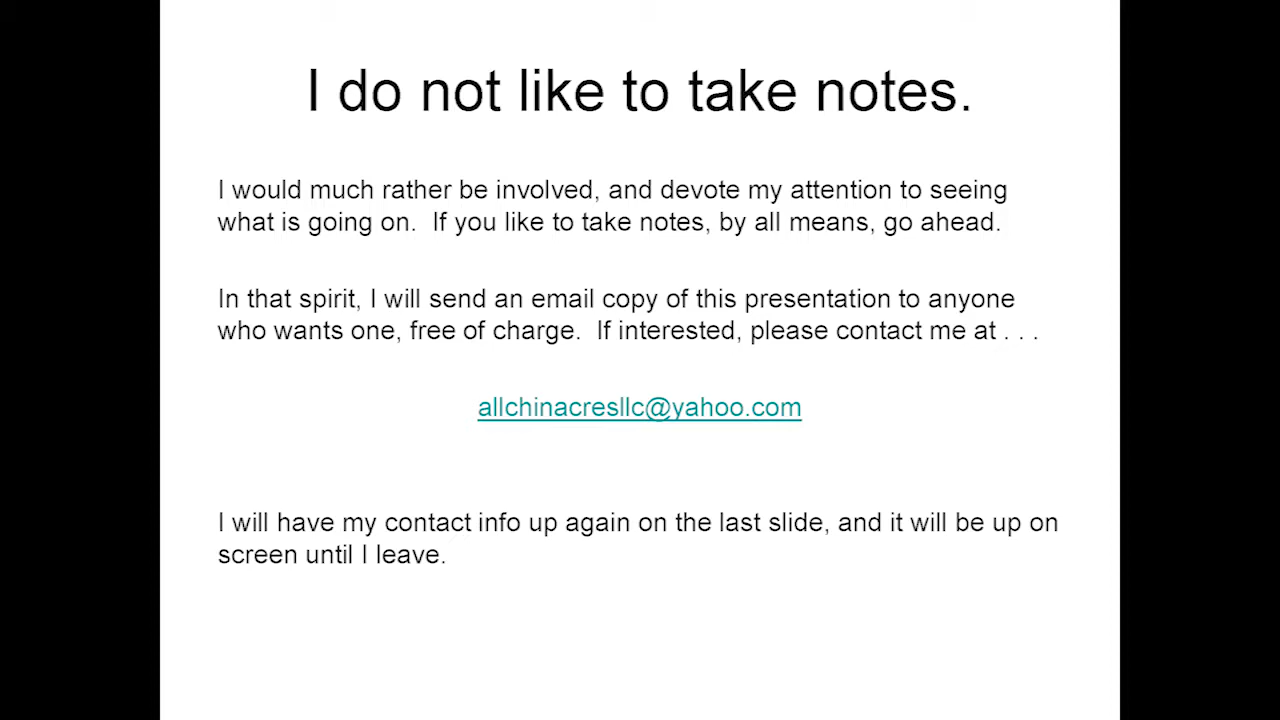 I do not like to take notes.
I would much rather be involved, and devote my attention to seeing
what is going on.  If you like to take notes, by all means, go ahead.
In that spirit, I will send an email copy of this presentation to anyone
who wants one, free of charge.  If interested, please contact me at . . .
allchinacresllc@yahoo.com
I will have my contact info up again on the last slide, and it will be up on
screen until I leave.